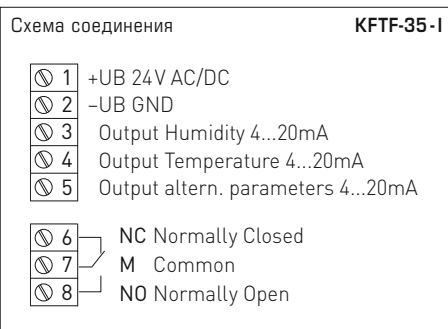 Схема соединения KFTF-35-I
1 +UB 24V AC/DC
2 –UB GND
3 Output Humidity 4...20mA
4 Output Temperature 4...20mA
5 Output altern. parameters 4...20mA
6 NC Normally Closed
7 M Common
8 NO Normally Open